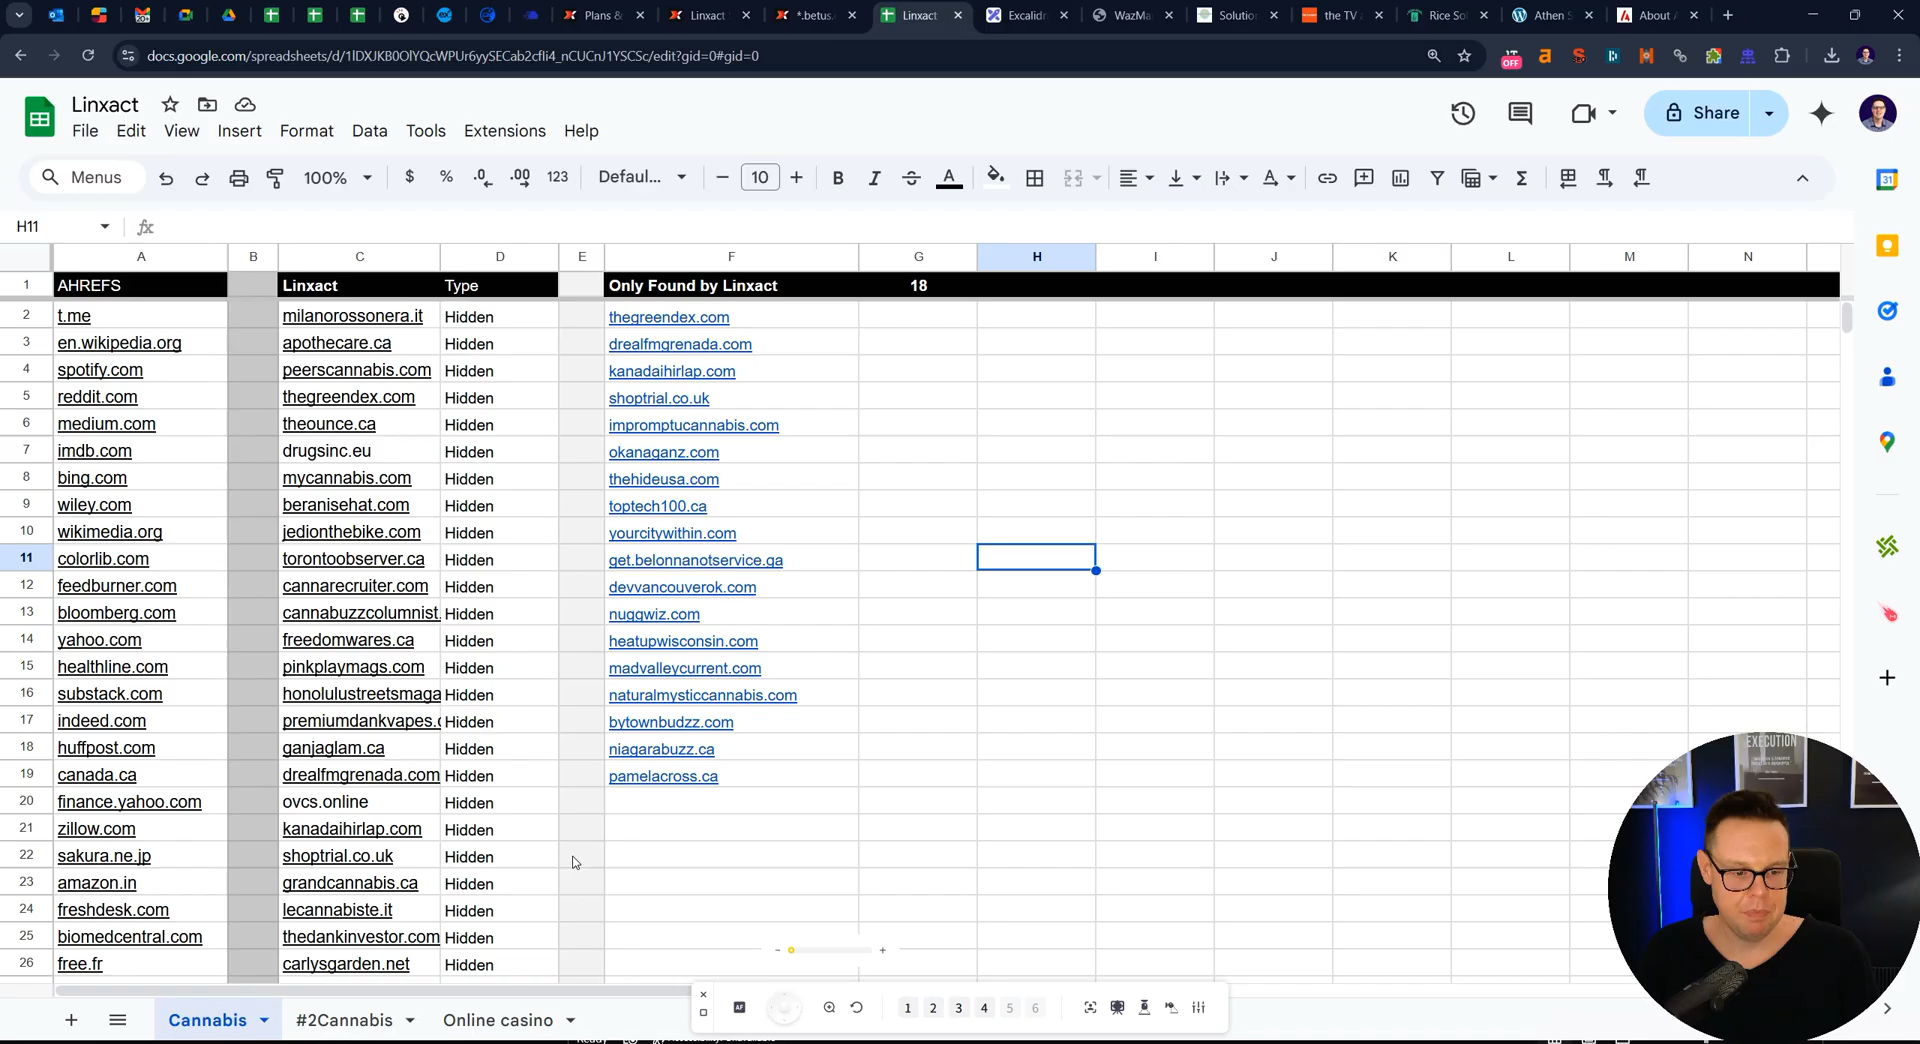 Plans &
Linxact
*.betus.
Linxact
Excalidr
WazMa
Solution
the TV
Rice So
Athen S
About
docs.google.com/spreadsheets/d/1lDXJKB0OlYQcWPUr6yySECab2cfIi4_nCUCnJ1YSCSc/edit?gid=0#gid=0
OFF
Linxact
File Edit View Insert Format Data Tools Extensions Help
Share
Menus 100% $ % .0 .00 123 Defaul... 10 B I A
31
H11 fx
A B C D E F G H I J K L M N
1 AHREFS Linxact Type Only Found by Linxact 18
2 t.me milanorossonera.it Hidden thegreendex.com
3 en.wikipedia.org apothecare.ca Hidden drealfmgrenada.com
4 spotify.com peerscannabis.com Hidden kanadaihirlap.com
5 reddit.com thegreendex.com Hidden shoptrial.co.uk
6 medium.com theounce.ca Hidden impromptucannabis.com
7 imdb.com drugsinc.eu Hidden okanaganz.com
8 bing.com mycannabis.com Hidden thehideusa.com
9 wiley.com beranisehat.com Hidden toptech100.ca
10 wikimedia.org jedionthebike.com Hidden yourcitywithin.com
11 colorlib.com torontoobserver.ca Hidden get.belonnanotservice.ga
12 feedburner.com cannarecruiter.com Hidden devvancouverok.com
13 bloomberg.com cannabuzzcolumnist. Hidden nuggwiz.com
14 yahoo.com freedomwares.ca Hidden heatupwisconsin.com
15 healthline.com pinkplaymags.com Hidden madvalleycurrent.com
16 substack.com honolulustreetsmaga Hidden naturalmysticcannabis.com
17 indeed.com premiumdankvapes.c Hidden bytownbudzz.com
18 huffpost.com ganjaglam.ca Hidden niagarabuzz.ca
19 canada.ca drealfmgrenada.com Hidden pamelacross.ca
20 finance.yahoo.com ovcs.online Hidden
21 zillow.com kanadaihirlap.com Hidden
22 sakura.ne.jp shoptrial.co.uk Hidden
23 amazon.in grandcannabis.ca Hidden
24 freshdesk.com lecannabiste.it Hidden
25 biomedcentral.com thedankinvestor.com Hidden
26 free.fr carlysgarden.net Hidden
EXECUTION
AF 1 2 3 4 5 6
Cannabis #2Cannabis Online casino